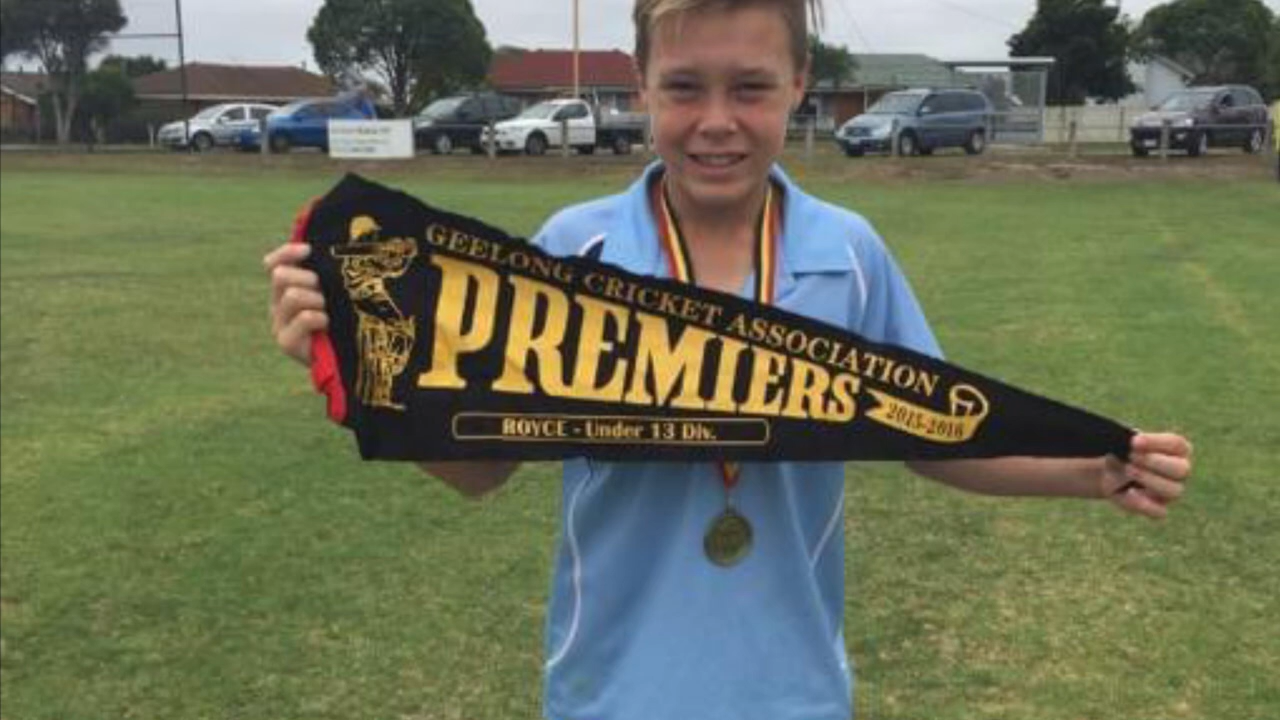 GEELONG CRICKET ASSOCIATION
PREMIERS
2015-2016
ROYCE - Under 13 Div.